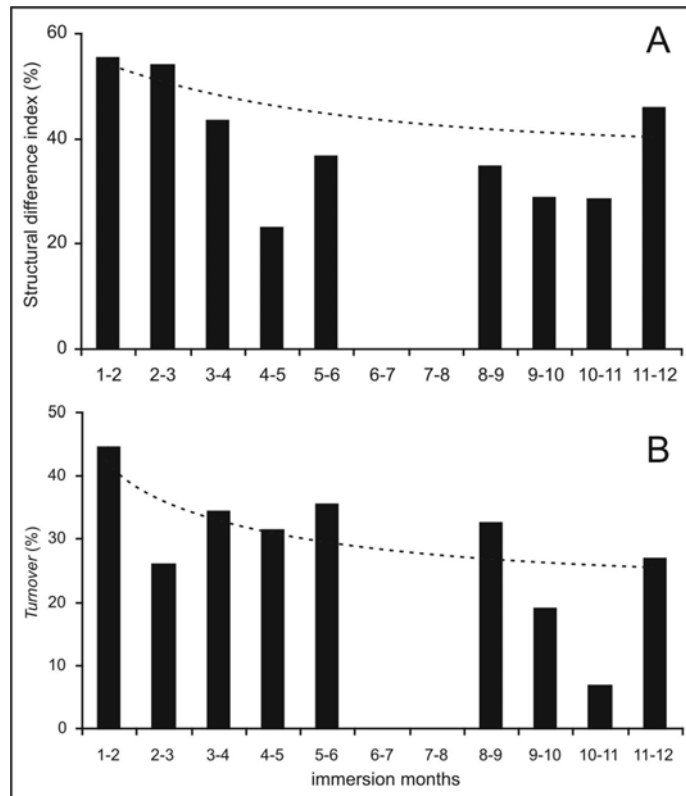 A
Structural difference index (%)
60
40
20
0
1-2 2-3 3-4 4-5 5-6 6-7 7-8 8-9 9-10 10-11 11-12
B
Turnover (%)
50
40
30
20
10
0
1-2 2-3 3-4 4-5 5-6 6-7 7-8 8-9 9-10 10-11 11-12
immersion months